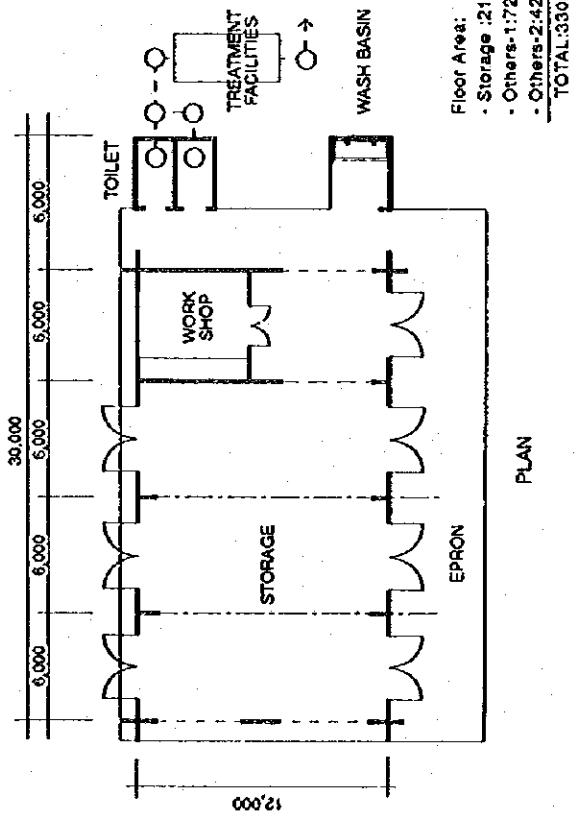 30,000
6,000 6,000 6,000 6,000 6,000
12,000
TOILET
TREATMENT
FACILITIES
WASH BASIN
WORK
SHOP
STORAGE
EPRON
PLAN
Floor Area:
- Storage :21
- Others-1:72
- Others-2:42
TOTAL:330